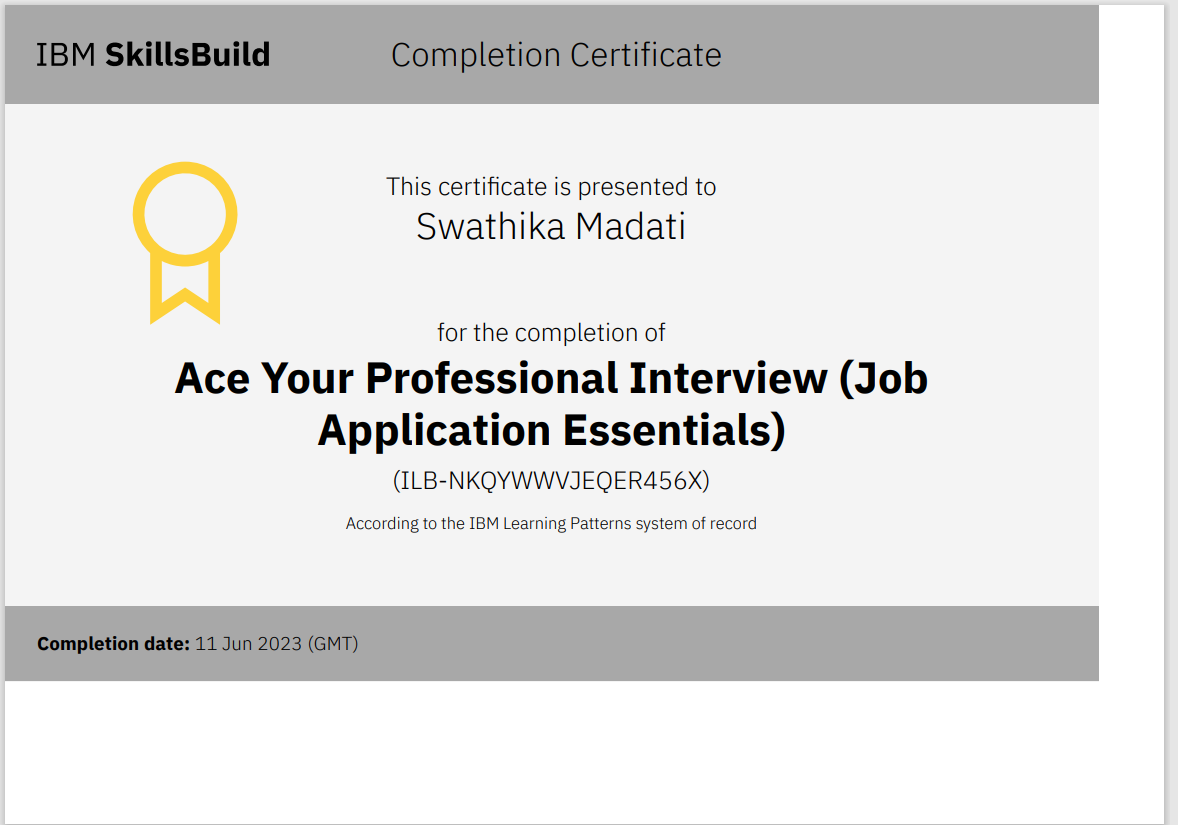 IBM SkillsBuild
Completion Certificate
This certificate is presented to
Swathika Madati
for the completion of
Ace Your Professional Interview (Job
Application Essentials)
(ILB-NKQYWWVJEQER456X)
According to the IBM Learning Patterns system of record
Completion date: 11 Jun 2023 (GMT)